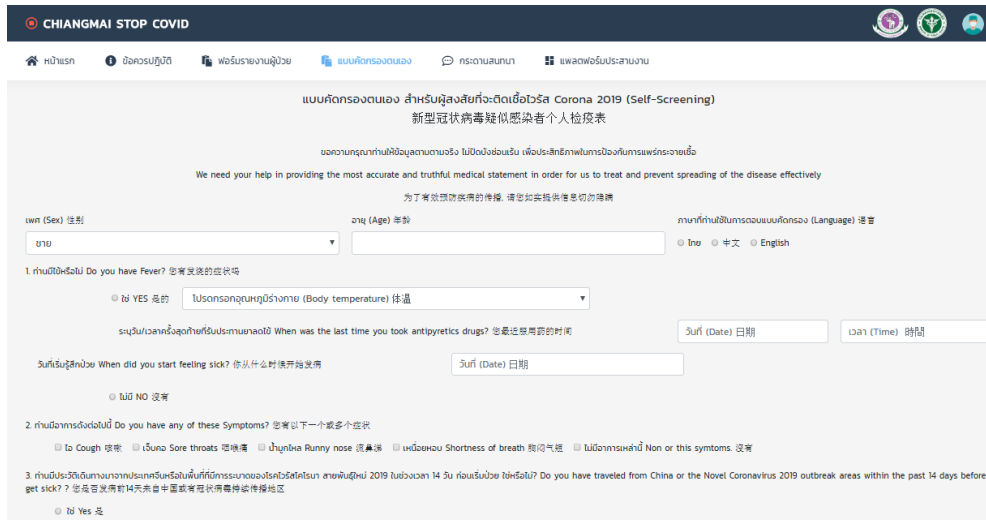 CHIANGMAI STOP COVID
หน้าแรก ข้อควรปฏิบัติ ฟอร์มรายงานผู้ป่วย แบบคัดกรองตนเอง กระดานสนทนา แพลตฟอร์มประสานงาน
แบบคัดกรองตนเอง สำหรับผู้สงสัยที่จะติดเชื้อไวรัส Corona 2019 (Self-Screening)
新型冠状病毒疑似感染者个人检疫表
ขอความกรุณาท่านให้ข้อมูลตามตามจริง ไม่ปิดบังซ่อนเร้น เพื่อประสิทธิภาพในการป้องกันการแพร่กระจายเชื้อ
We need your help in providing the most accurate and truthful medical statement in order for us to treat and prevent spreading of the disease effectively
为了有效预防疾病的传播, 请您如实提供信息切勿隐瞒
เพศ (Sex) 性别 อายุ (Age) 年龄 ภาษาที่ท่านใช้ในการตอบแบบคัดกรอง (Language) 语言
ชาย ไทย 中文 English
1. ท่านมีไข้หรือไม่ Do you have Fever? 您有发烧的症状吗
ใช่ YES 是的 โปรดกรอกอุณหภูมิร่างกาย (Body temperature) 体温
ระบุวัน/เวลาครั้งสุดท้ายที่รับประทานยาลดไข้ When was the last time you took antipyretics drugs? 您最近服用药的时间 วันที่ (Date) 日期 เวลา (Time) 時間
วันที่เริ่มรู้สึกป่วย When did you start feeling sick? 你从什么时候开始发病 วันที่ (Date) 日期
ไม่มี NO 没有
2. ท่านมีอาการดังต่อไปนี้ Do you have any of these Symptoms? 您有以下一个或多个症状
ไอ Cough 咳嗽 เจ็บคอ Sore throats 咽喉痛 น้ำมูกไหล Runny nose 流鼻涕 เหนื่อยหอบ Shortness of breath 胸闷气短 ไม่มีอาการเหล่านี้ Non or this symtoms. 没有
3. ท่านมีประวัติเดินทางมาจากประเทศจีนหรือในพื้นที่ที่มีการระบาดของโรคไวรัสโคโรนา สายพันธุ์ใหม่ 2019 ในช่วงเวลา 14 วัน ก่อนเริ่มป่วย ใช่หรือไม่? Do you have traveled from China or the Novel Coronavirus 2019 outbreak areas within the past 14 days before
get sick? ? 您是否发病前14天来自中国或有冠状病毒持续传播地区
ใช่ Yes 是